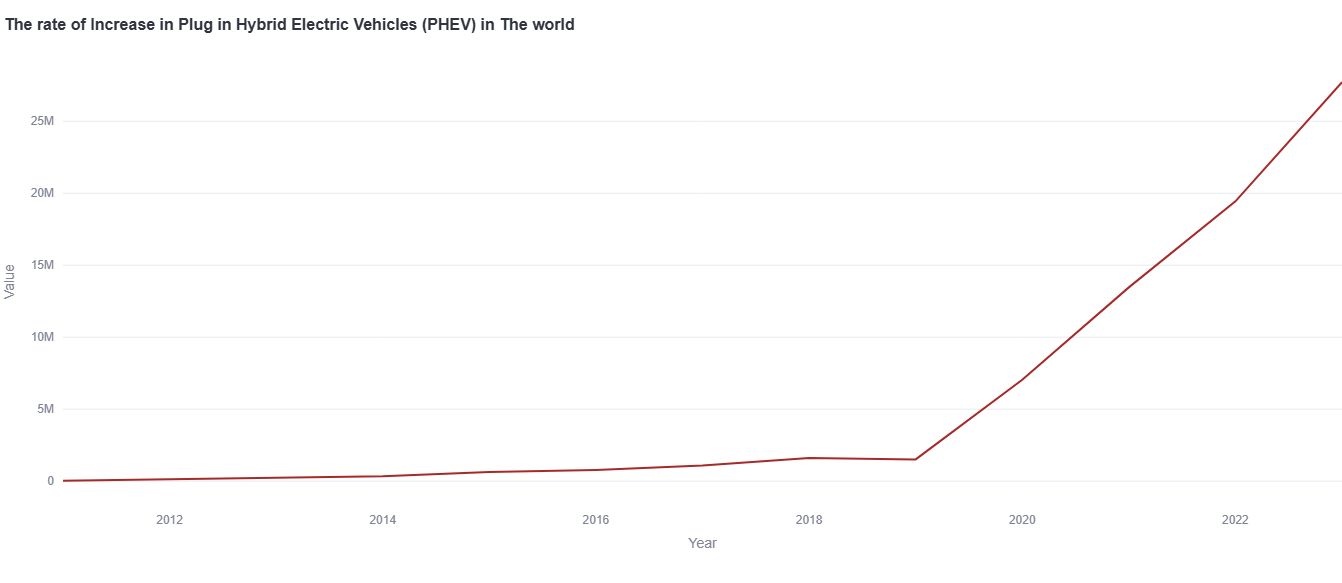 The rate of Increase in Plug in Hybrid Electric Vehicles (PHEV) in The world
25M
20M
15M
10M
5M
0
Value
2012 2014 2016 2018 2020 2022
Year